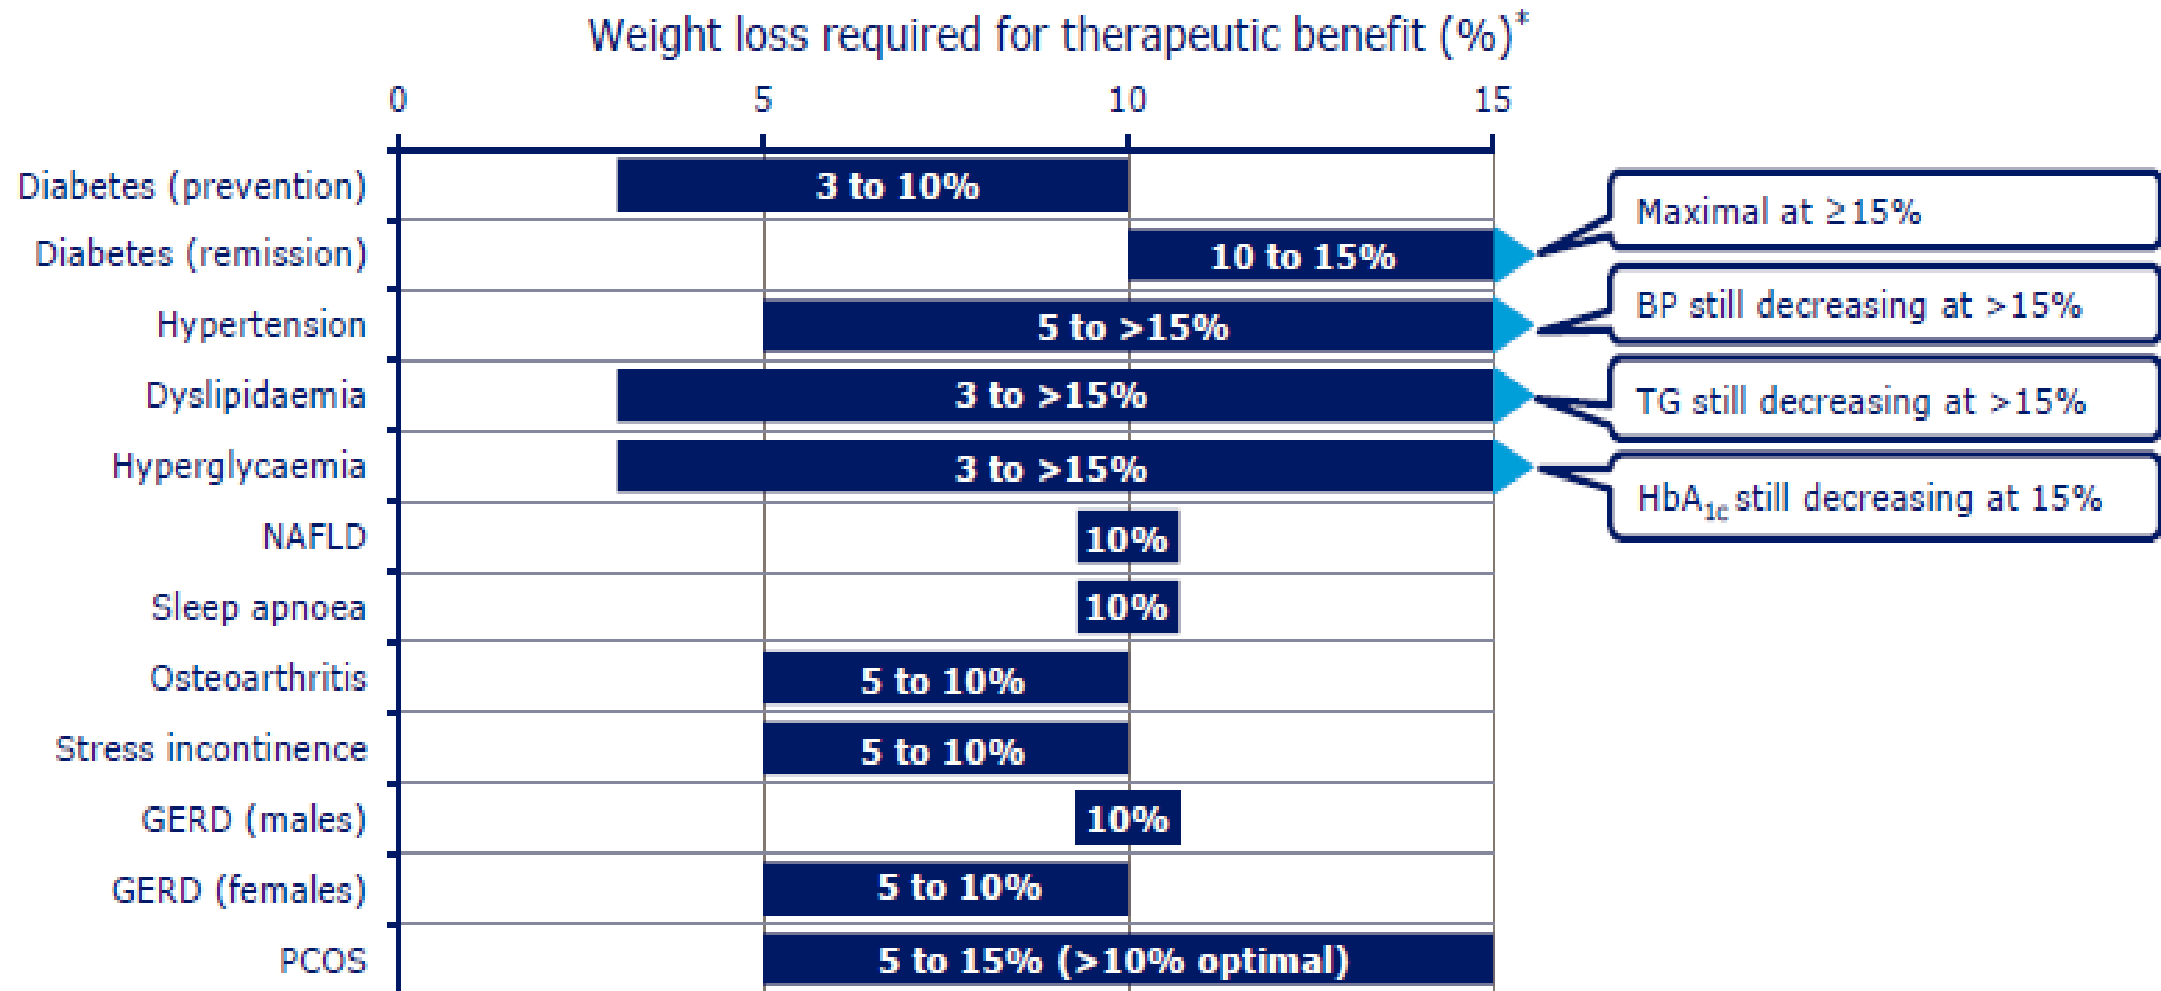 Weight loss required for therapeutic benefit (%)*
0 5 10 15
Diabetes (prevention) 3 to 10%
Diabetes (remission) 10 to 15% Maximal at ≥15%
Hypertension 5 to >15% BP still decreasing at >15%
Dyslipidaemia 3 to >15% TG still decreasing at >15%
Hyperglycaemia 3 to >15% HbA1c still decreasing at 15%
NAFLD 10%
Sleep apnoea 10%
Osteoarthritis 5 to 10%
Stress incontinence 5 to 10%
GERD (males) 10%
GERD (females) 5 to 10%
PCOS 5 to 15% (>10% optimal)